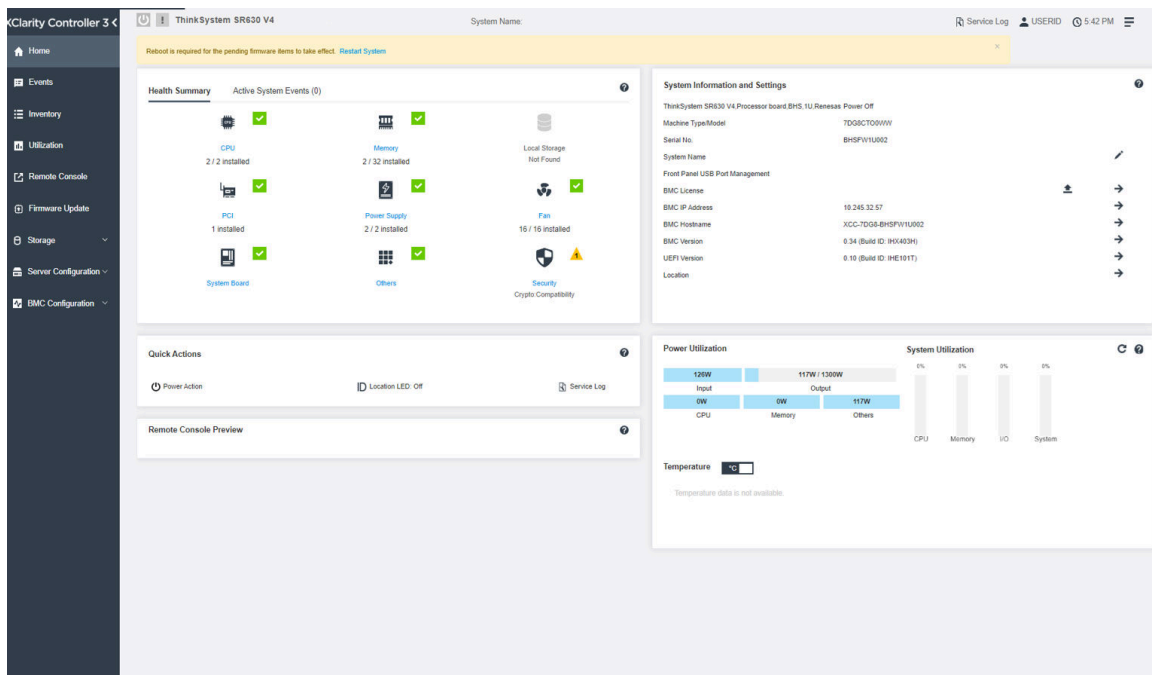 XClarity Controller 3
ThinkSystem SR630 V4
System Name:
Service Log
USERID
5:42 PM
Home
Events
Inventory
Utilization
Remote Console
Firmware Update
Storage
Server Configuration
BMC Configuration
Reboot is required for the pending firmware items to take effect. Restart System
Health Summary
Active System Events (0)
CPU
2 / 2 installed
Memory
2 / 32 installed
Local Storage
Not Found
PCI
1 installed
Power Supply
2 / 2 installed
Fan
16 / 16 installed
System Board
Others
1
Security
Crypto Compatibility
System Information and Settings
ThinkSystem SR630 V4,Processor board,BHS,1U,Renesas Power Off
Machine Type/Model 7DG8CTO0WW
Serial No. BHSFW1U002
System Name
Front Panel USB Port Management
BMC License
BMC IP Address 10.245.32.57
BMC Hostname XCC-7DG8-BHSFW1U002
BMC Version 0.34 (Build ID: IHX403H)
UEFI Version 0.10 (Build ID: IHE101T)
Location
Quick Actions
Power Action
Location LED: Off
Service Log
Remote Console Preview
Power Utilization
126W 117W / 1300W
Input Output
0W 0W 117W
CPU Memory Others
System Utilization
0% 0% 0% 0%
CPU Memory I/O System
Temperature °C
Temperature data is not available.